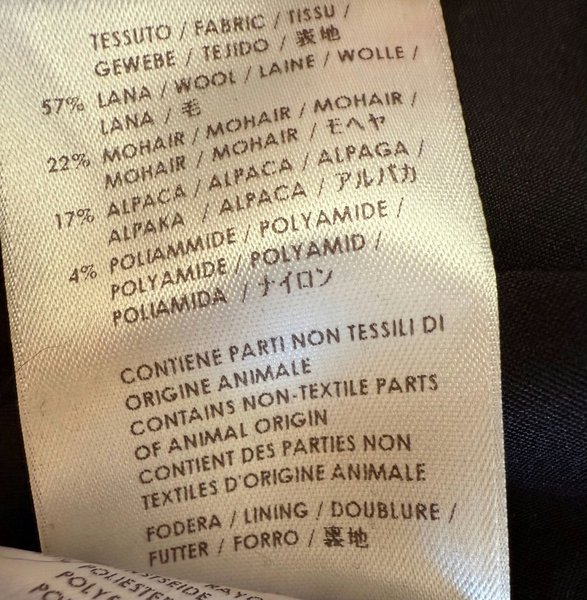 TESSUTO / FABRIC / TISSU /
GEWEBE / TEJIDO / 表地
57% LANA / WOOL / LAINE / WOLLE /
LANA / 毛
22% MOHAIR / MOHAIR / MOHAIR /
MOHAIR / MOHAIR / モヘヤ
17% ALPACA / ALPACA / ALPAGA /
ALPAKA / ALPACA / アルパカ
4% POLIAMMIDE / POLYAMIDE /
POLYAMIDE / POLYAMID /
POLIAMIDA / ナイロン
CONTIENE PARTI NON TESSILI DI
ORIGINE ANIMALE
CONTAINS NON-TEXTILE PARTS
OF ANIMAL ORIGIN
CONTIENT DES PARTIES NON
TEXTILES D'ORIGINE ANIMALE
FODERA / LINING / DOUBLURE /
FUTTER / FORRO / 裏地